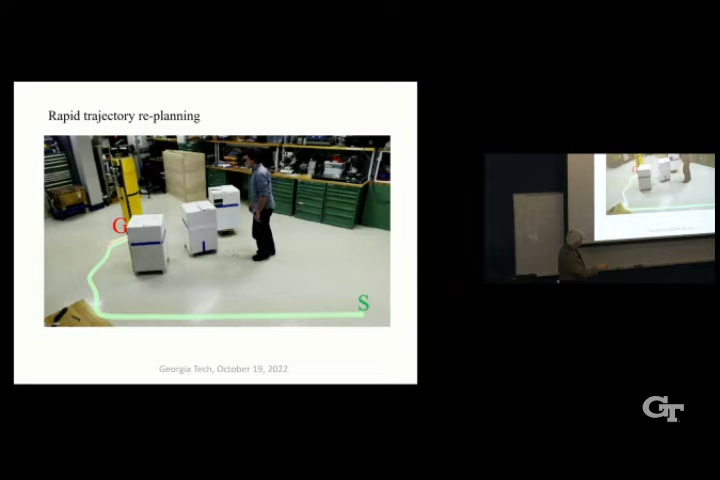 Rapid trajectory re-planning
G
S
Georgia Tech, October 19, 2022
GT